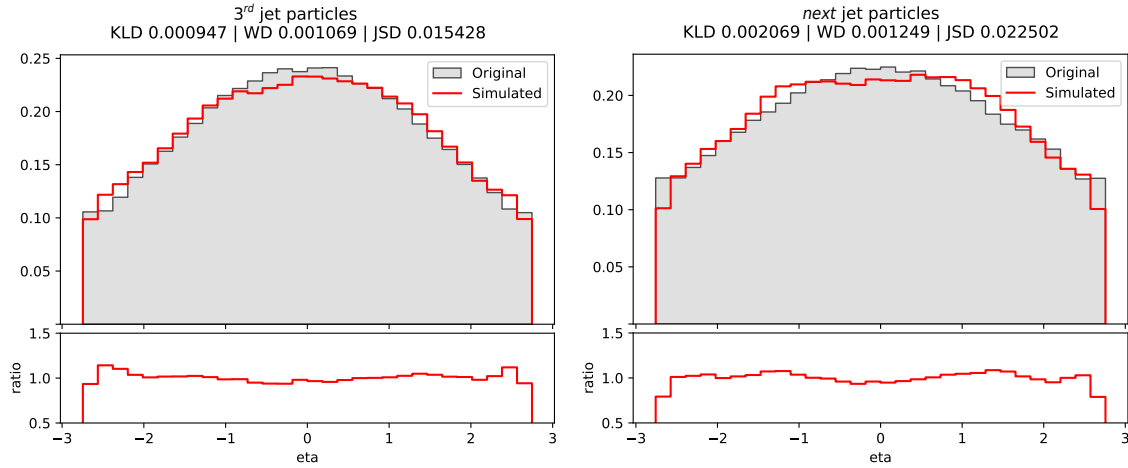 3rd jet particles
KLD 0.000947 | WD 0.001069 | JSD 0.015428
0.25
0.20
0.15
0.10
0.05
Original
Simulated
1.5
1.0
0.5
ratio
−3 −2 −1 0 1 2 3
eta
next jet particles
KLD 0.002069 | WD 0.001249 | JSD 0.022502
0.20
0.15
0.10
0.05
Original
Simulated
1.5
1.0
0.5
ratio
−3 −2 −1 0 1 2 3
eta